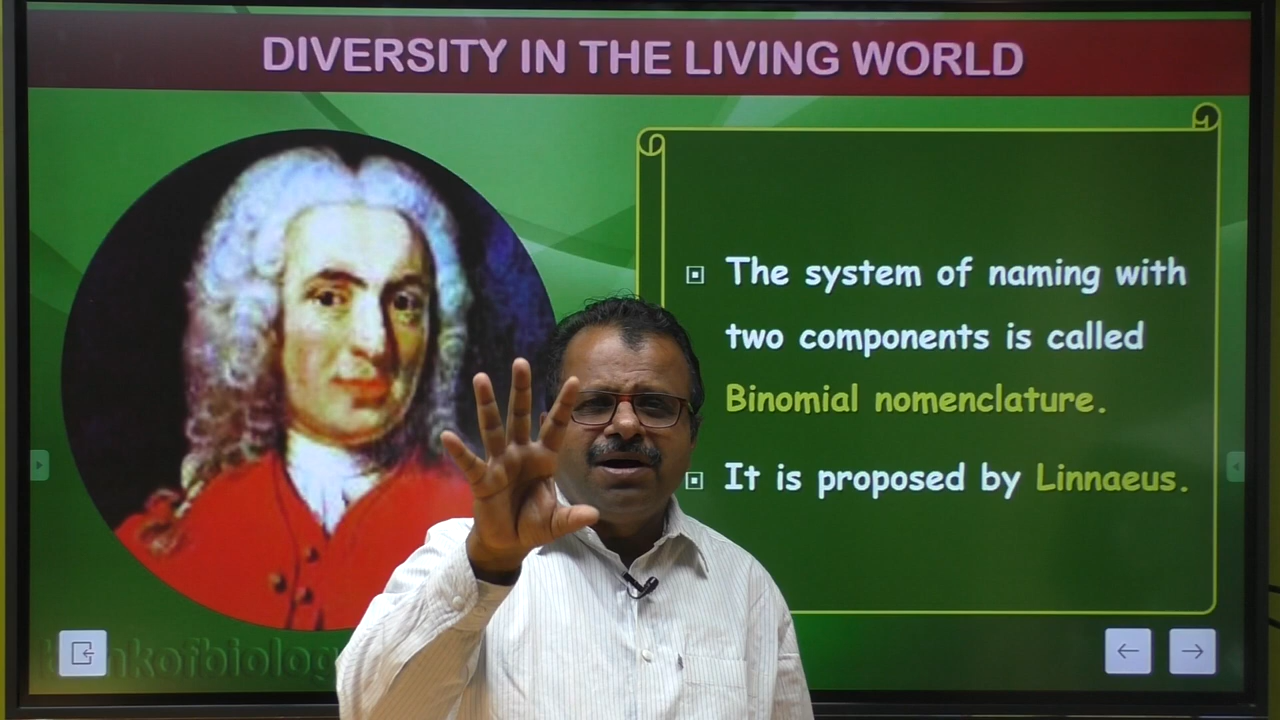 DIVERSITY IN THE LIVING WORLD
The system of naming with
two components is called
Binomial nomenclature.
It is proposed by Linnaeus.